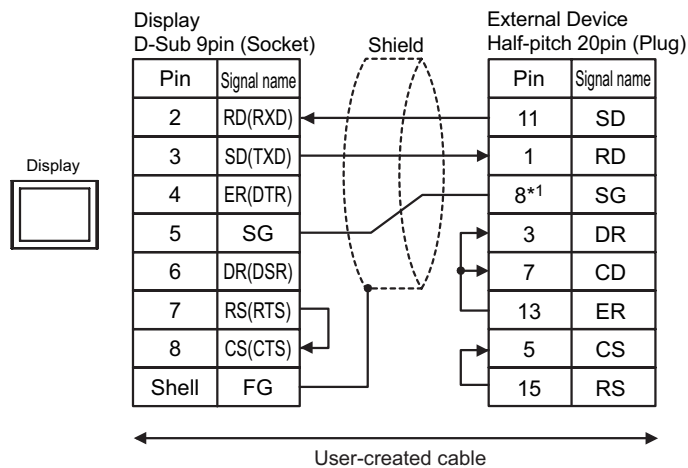 Display
D-Sub 9pin (Socket)
Shield
External Device
Half-pitch 20pin (Plug)
Pin Signal name
Pin Signal name
2 RD(RXD)
11 SD
3 SD(TXD)
1 RD
Display
4 ER(DTR)
8*1 SG
5 SG
3 DR
6 DR(DSR)
7 CD
7 RS(RTS)
13 ER
8 CS(CTS)
5 CS
Shell FG
15 RS
User-created cable